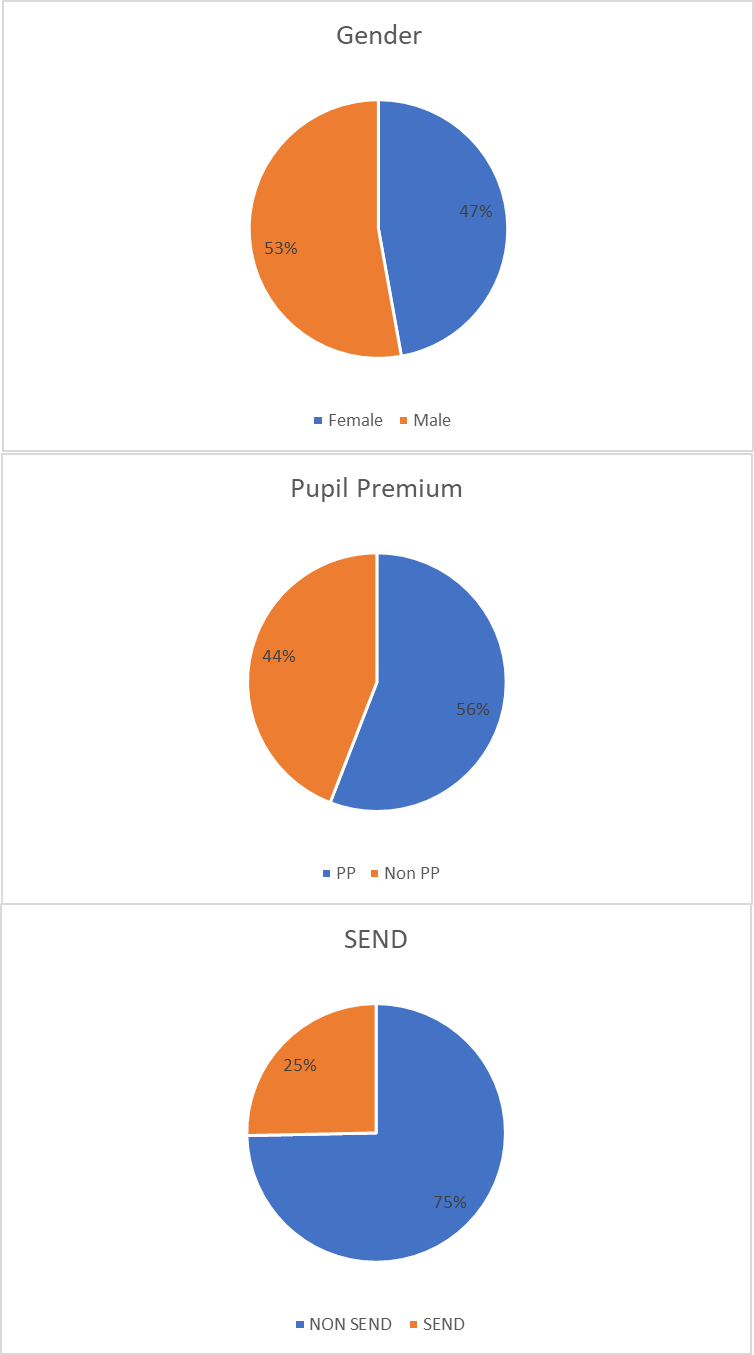 Gender
47%
53%
Female Male
Pupil Premium
44%
56%
PP Non PP
SEND
25%
75%
NON SEND SEND